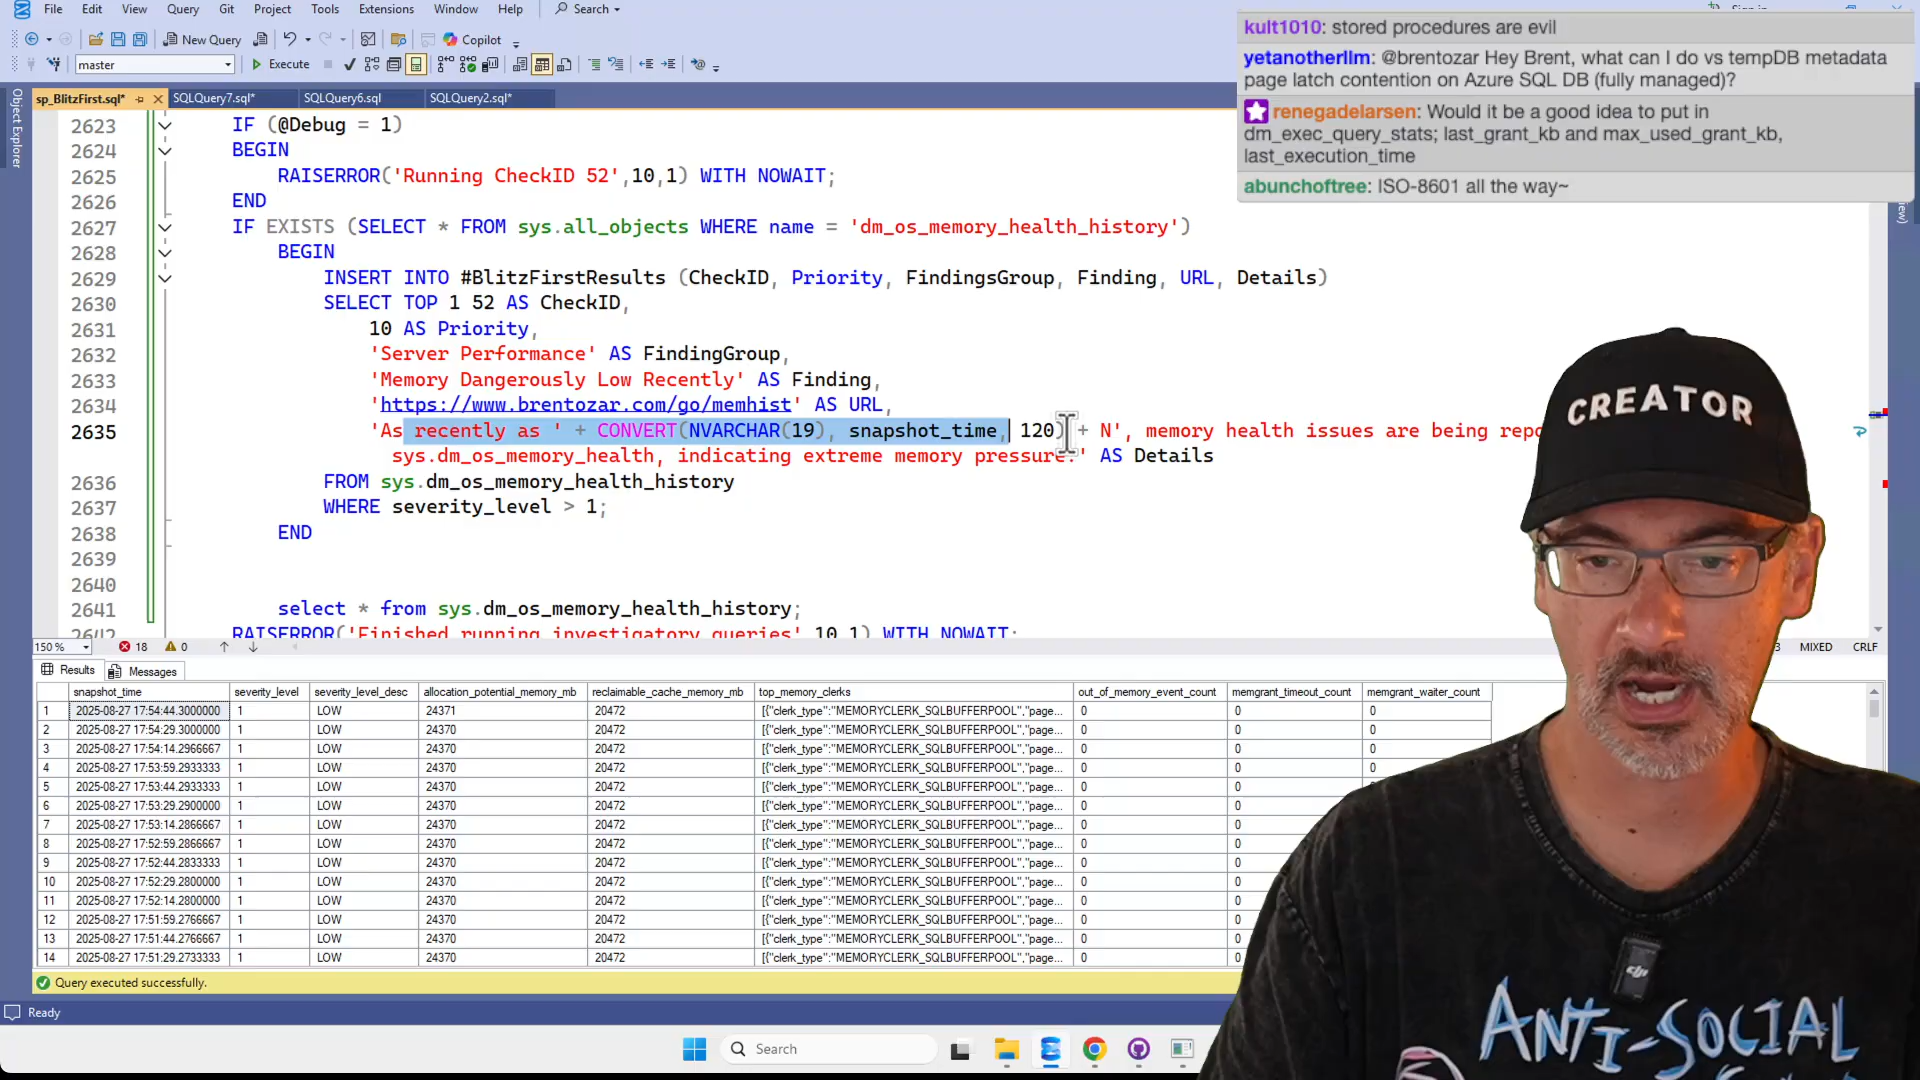 File Edit View Query Git Project Tools Extensions Window Help Search
New Query Copilot
master Execute
sp_BlitzFirst.sql* SQLQuery7.sql* SQLQuery6.sql SQLQuery2.sql*
Object Explorer
kult1010: stored procedures are evil
yetanotherllm: @brentozar Hey Brent, what can I do vs tempDB metadata
page latch contention on Azure SQL DB (fully managed)?
renegadelarsen: Would it be a good idea to put in
dm_exec_query_stats; last_grant_kb and max_used_grant_kb,
last_execution_time
abunchoftree: ISO-8601 all the way~
2623 IF (@Debug = 1)
2624 BEGIN
2625 RAISERROR('Running CheckID 52',10,1) WITH NOWAIT;
2626 END
2627 IF EXISTS (SELECT * FROM sys.all_objects WHERE name = 'dm_os_memory_health_history')
2628 BEGIN
2629 INSERT INTO #BlitzFirstResults (CheckID, Priority, FindingsGroup, Finding, URL, Details)
2630 SELECT TOP 1 52 AS CheckID,
2631 10 AS Priority,
2632 'Server Performance' AS FindingGroup,
2633 'Memory Dangerously Low Recently' AS Finding,
2634 'https://www.brentozar.com/go/memhist' AS URL,
2635 'As recently as ' + CONVERT(NVARCHAR(19), snapshot_time, 120) + N', memory health issues are being repo
sys.dm_os_memory_health, indicating extreme memory pressure.' AS Details
2636 FROM sys.dm_os_memory_health_history
2637 WHERE severity_level > 1;
2638 END
2639
2640
2641 select * from sys.dm_os_memory_health_history;
2642 RAISERROR('Finished running investigatory queries',10,1) WITH NOWAIT;
150 % 18 0 MIXED CRLF
Results Messages
snapshot_time severity_level severity_level_desc allocation_potential_memory_mb reclaimable_cache_memory_mb top_memory_clerks out_of_memory_event_count memgrant_timeout_count memgrant_waiter_count
1 2025-08-27 17:54:44.3000000 1 LOW 24371 20472 [{"clerk_type":"MEMORYCLERK_SQLBUFFERPOOL","page... 0 0 0
2 2025-08-27 17:54:29.3000000 1 LOW 24370 20472 [{"clerk_type":"MEMORYCLERK_SQLBUFFERPOOL","page... 0 0 0
3 2025-08-27 17:54:14.2966667 1 LOW 24370 20472 [{"clerk_type":"MEMORYCLERK_SQLBUFFERPOOL","page... 0 0 0
4 2025-08-27 17:53:59.2933333 1 LOW 24370 20472 [{"clerk_type":"MEMORYCLERK_SQLBUFFERPOOL","page... 0 0 0
5 2025-08-27 17:53:44.2933333 1 LOW 24370 20472 [{"clerk_type":"MEMORYCLERK_SQLBUFFERPOOL","page... 0 0
6 2025-08-27 17:53:29.2900000 1 LOW 24370 20472 [{"clerk_type":"MEMORYCLERK_SQLBUFFERPOOL","page... 0 0
7 2025-08-27 17:53:14.2866667 1 LOW 24370 20472 [{"clerk_type":"MEMORYCLERK_SQLBUFFERPOOL","page... 0 0
8 2025-08-27 17:52:59.2866667 1 LOW 24370 20472 [{"clerk_type":"MEMORYCLERK_SQLBUFFERPOOL","page... 0 0
9 2025-08-27 17:52:44.2833333 1 LOW 24370 20472 [{"clerk_type":"MEMORYCLERK_SQLBUFFERPOOL","page... 0 0
10 2025-08-27 17:52:29.2800000 1 LOW 24370 20472 [{"clerk_type":"MEMORYCLERK_SQLBUFFERPOOL","page... 0 0
11 2025-08-27 17:52:14.2800000 1 LOW 24370 20472 [{"clerk_type":"MEMORYCLERK_SQLBUFFERPOOL","page... 0 0
12 2025-08-27 17:51:59.2766667 1 LOW 24370 20472 [{"clerk_type":"MEMORYCLERK_SQLBUFFERPOOL","page... 0
13 2025-08-27 17:51:44.2766667 1 LOW 24370 20472 [{"clerk_type":"MEMORYCLERK_SQLBUFFERPOOL","page... 0
14 2025-08-27 17:51:29.2733333 1 LOW 24370 20472 [{"clerk_type":"MEMORYCLERK_SQLBUFFERPOOL","page... 0
Query executed successfully.
Ready
Search
CREATOR
dji
ANTI-SOCIAL